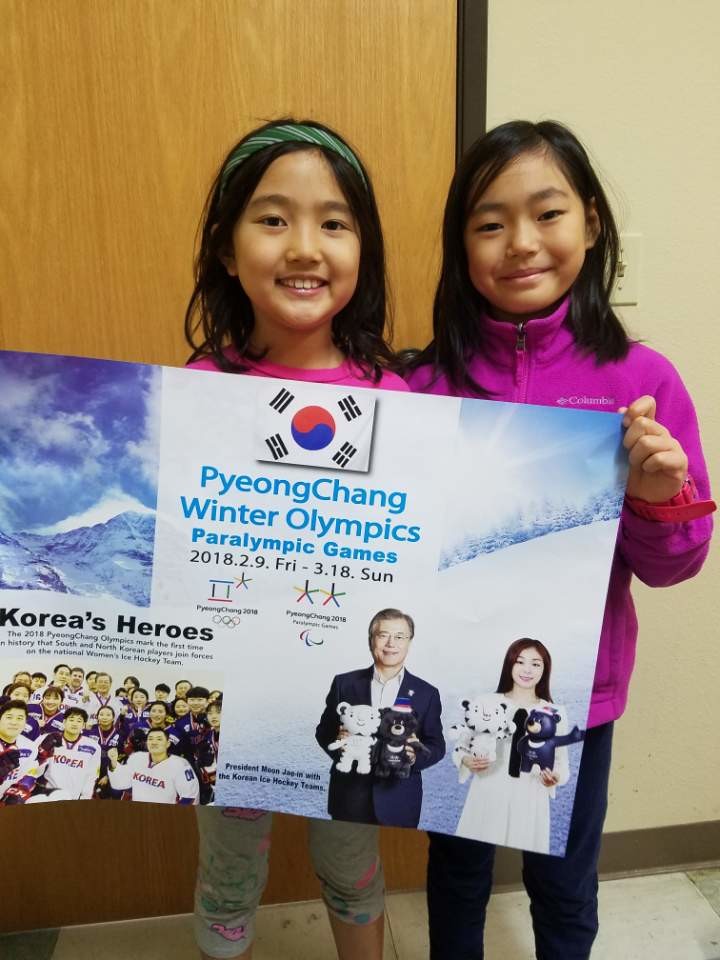 Columbia
PyeongChang
Winter Olympics
Paralympic Games
2018.2.9. Fri - 3.18. Sun
PyeongChang 2018
PyeongChang 2018
Paralympic Games
Korea's Heroes
The 2018 PyeongChang Olympics mark the first time
n history that South and North Korean players join forces
on the national Women's Ice Hockey Team.
KOREA
KOREA
President Moon Jae-in with
the Korean Ice Hockey Teams.